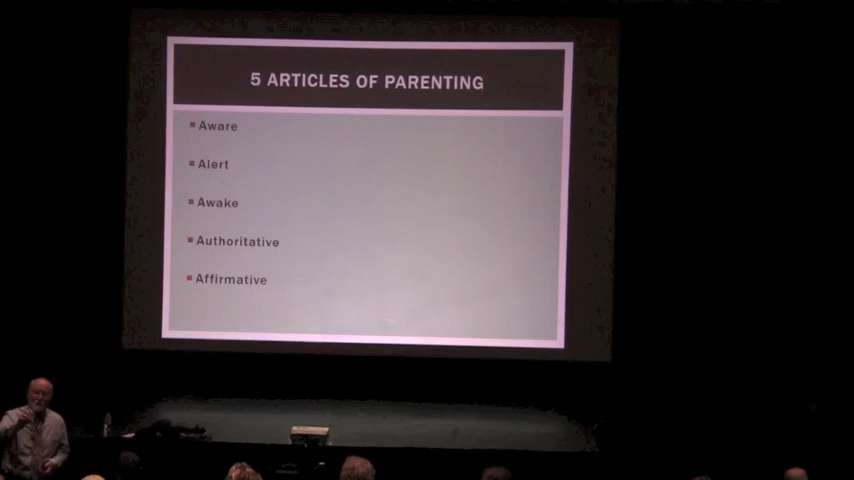 5 ARTICLES OF PARENTING
Aware
Alert
Awake
Authoritative
Affirmative